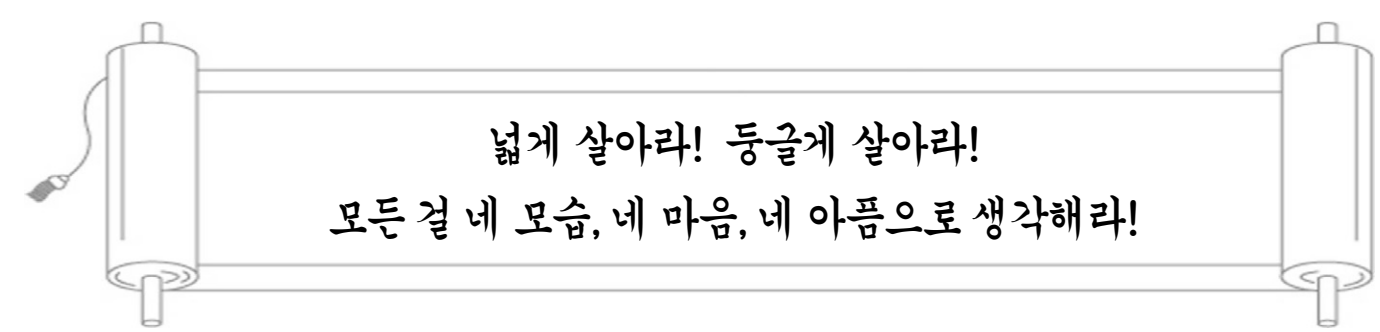 넓게 살아라! 둥글게 살아라!
모든 걸 네 모습, 네 마음, 네 아픔으로 생각해라!